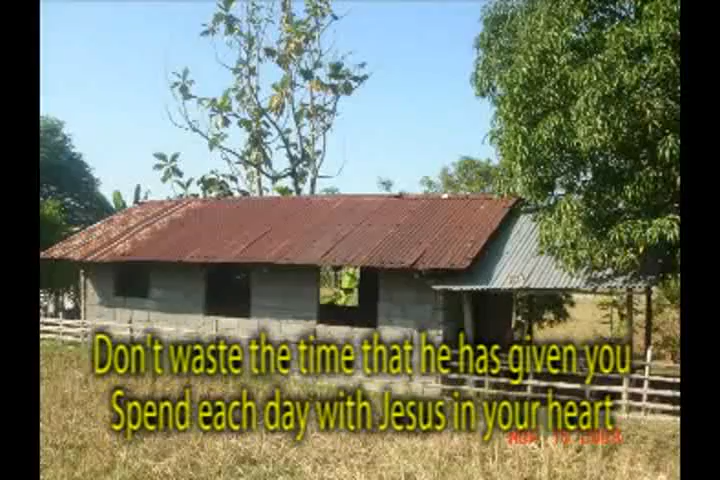 Don't waste the time that he has given you
Spend each day with Jesus in your heart